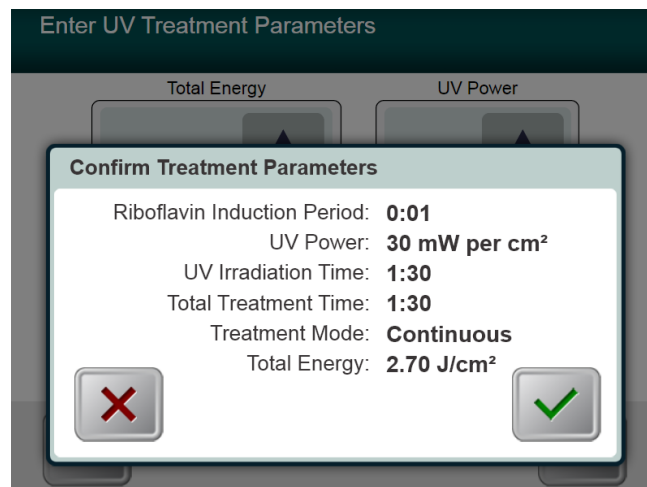 Enter UV Treatment Parameters
Total Energy UV Power
Confirm Treatment Parameters
Riboflavin Induction Period: 0:01
UV Power: 30 mW per cm²
UV Irradiation Time: 1:30
Total Treatment Time: 1:30
Treatment Mode: Continuous
Total Energy: 2.70 J/cm²